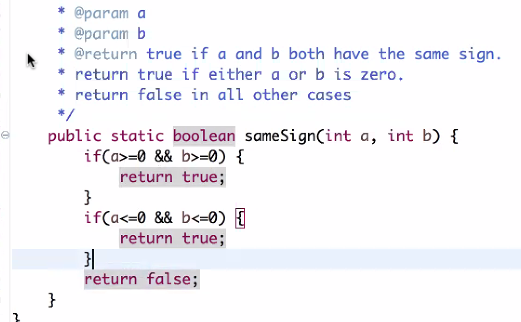 * @param a
* @param b
* @return true if a and b both have the same sign.
* return true if either a or b is zero.
* return false in all other cases
*/
public static boolean sameSign(int a, int b) {
if(a>=0 && b>=0) {
return true;
}
if(a<=0 && b<=0) {
return true;
}
return false;
}
}